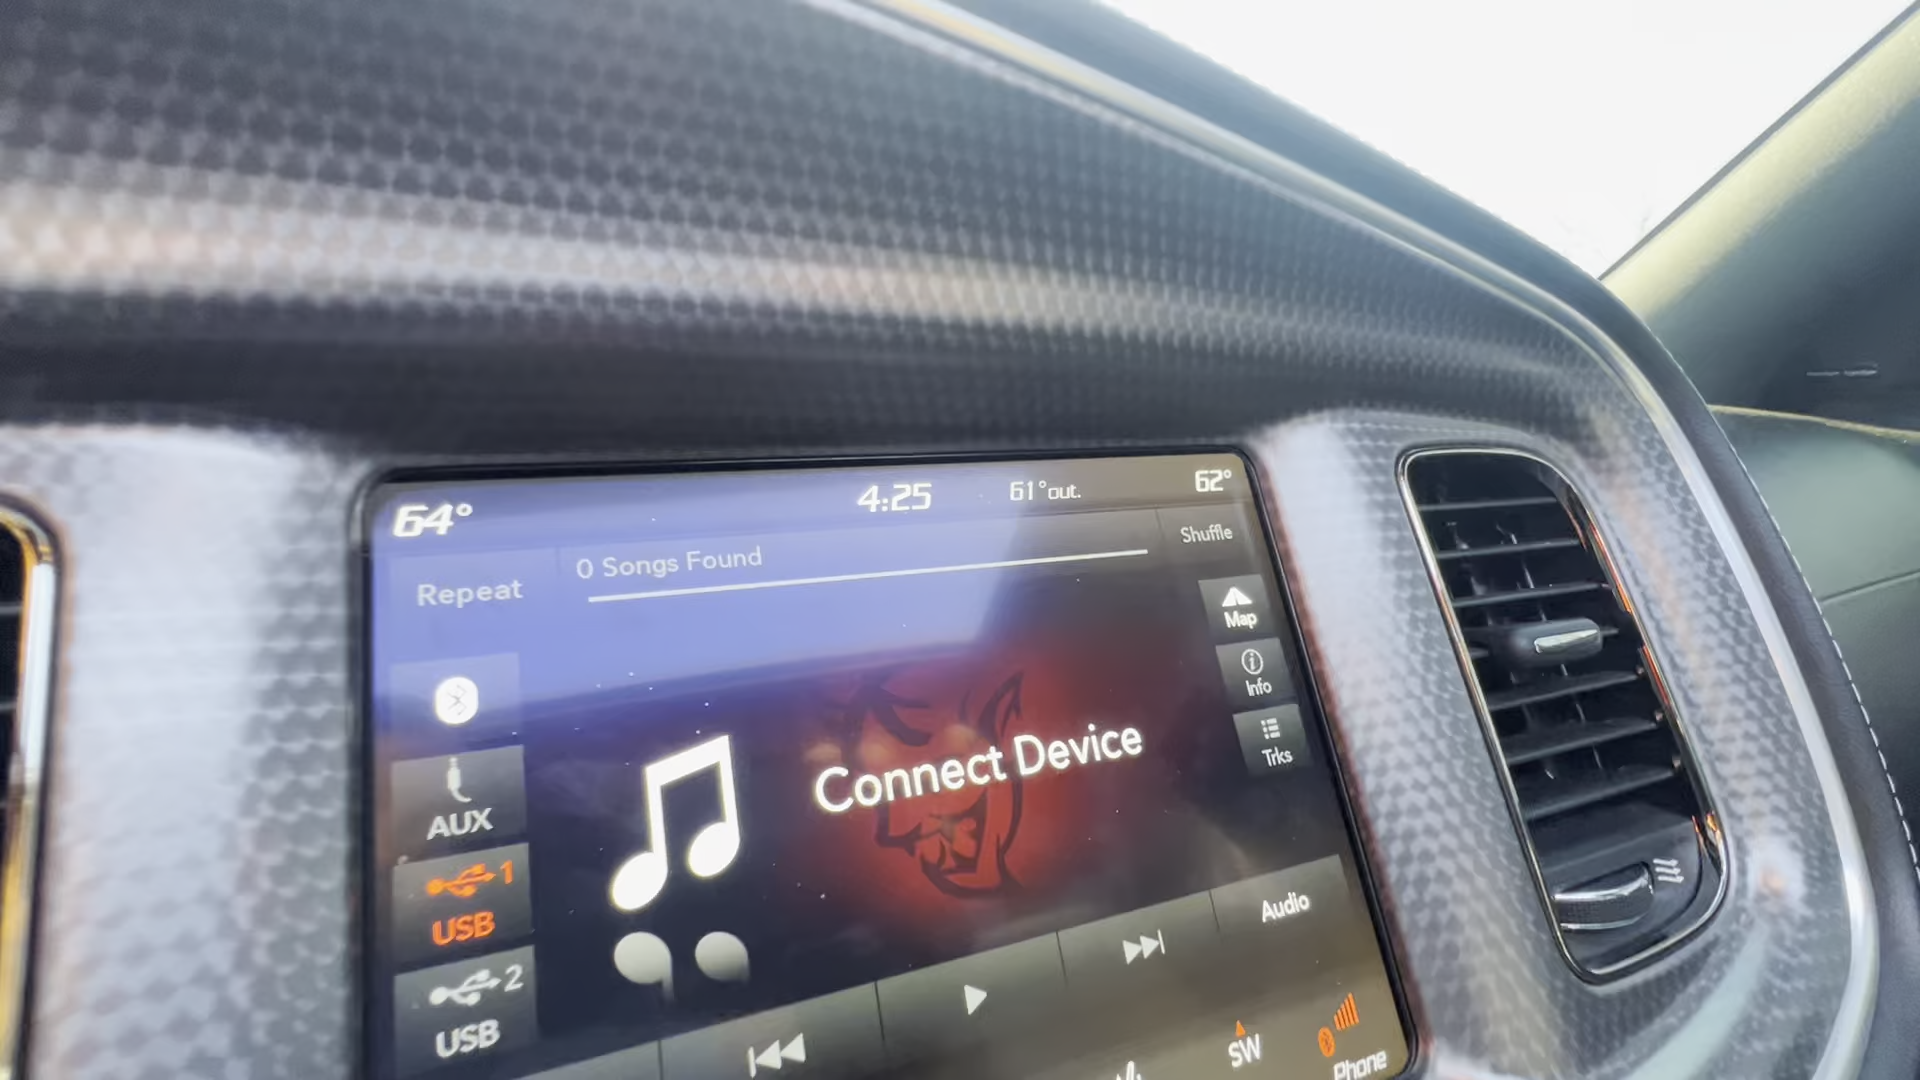 64°
4:25
61°out.
62°
Repeat
0 Songs Found
Shuffle
Map
Info
Trks
AUX
Connect Device
1
USB
2
USB
Audio
SW
Phone